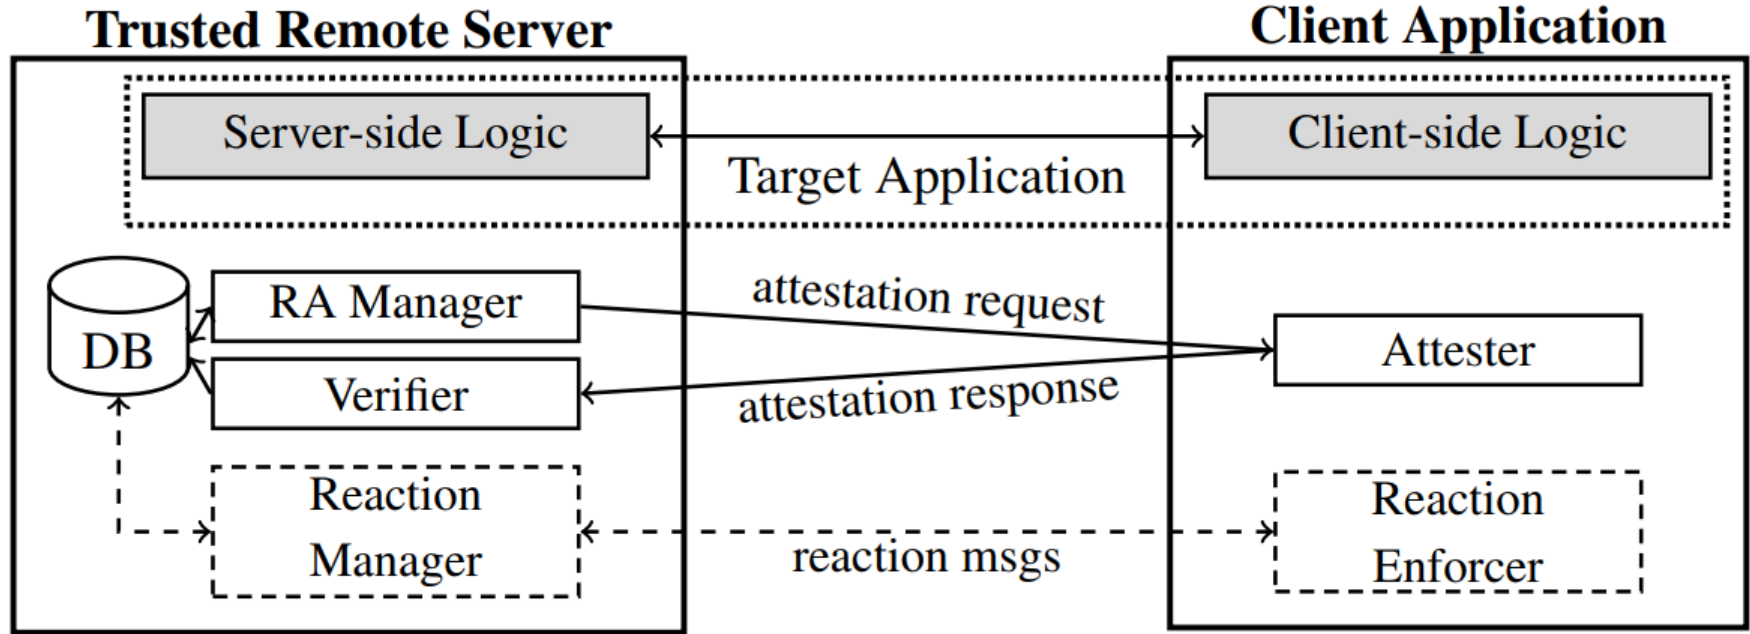 Trusted Remote Server
Client Application
Server-side Logic
Client-side Logic
Target Application
DB
RA Manager
attestation request
Attester
Verifier
attestation response
Reaction
Manager
reaction msgs
Reaction
Enforcer